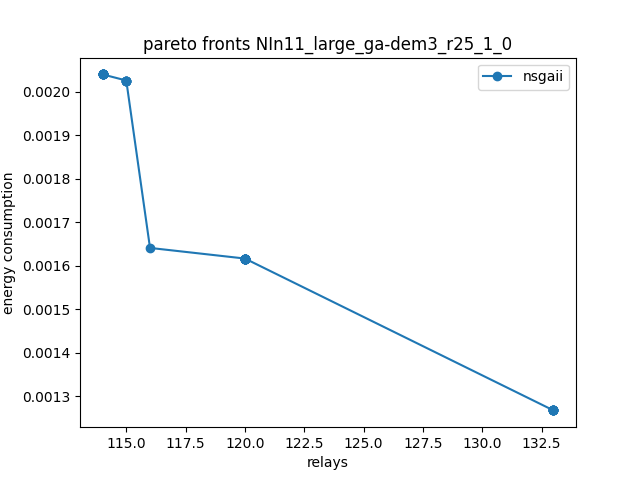 pareto fronts NIn11_large_ga-dem3_r25_1_0
nsgaii
energy consumption
0.0020
0.0019
0.0018
0.0017
0.0016
0.0015
0.0014
0.0013
115.0 117.5 120.0 122.5 125.0 127.5 130.0 132.5
relays